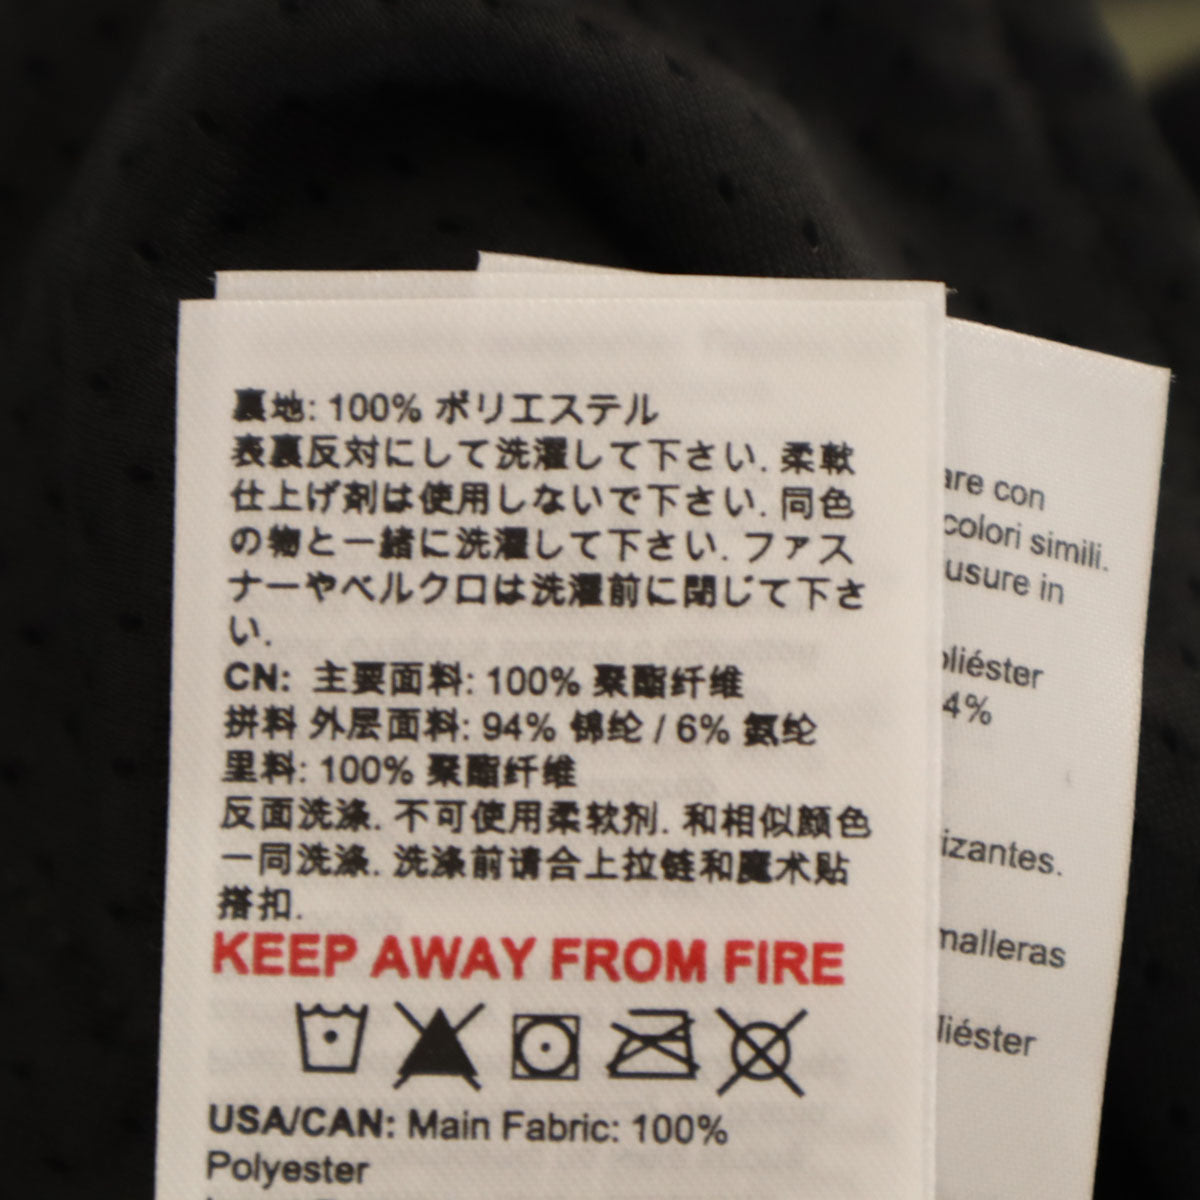 裏地: 100% ポリエステル
表裏反対にして洗濯して下さい. 柔軟
仕上げ剤は使用しないで下さい. 同色
の物と一緒に洗濯して下さい. ファス
ナーやベルクロは洗濯前に閉じて下さ
い.
CN: 主要面料: 100% 聚酯纤维
拼料 外层面料: 94% 锦纶 / 6% 氨纶
里料: 100% 聚酯纤维
反面洗涤. 不可使用柔软剂. 和相似颜色
一同洗涤. 洗涤前请合上拉链和魔术贴
搭扣.
KEEP AWAY FROM FIRE
USA/CAN: Main Fabric: 100%
Polyester
are con
colori simili.
usure in
oliéster
4%
izantes.
malleras
liéster